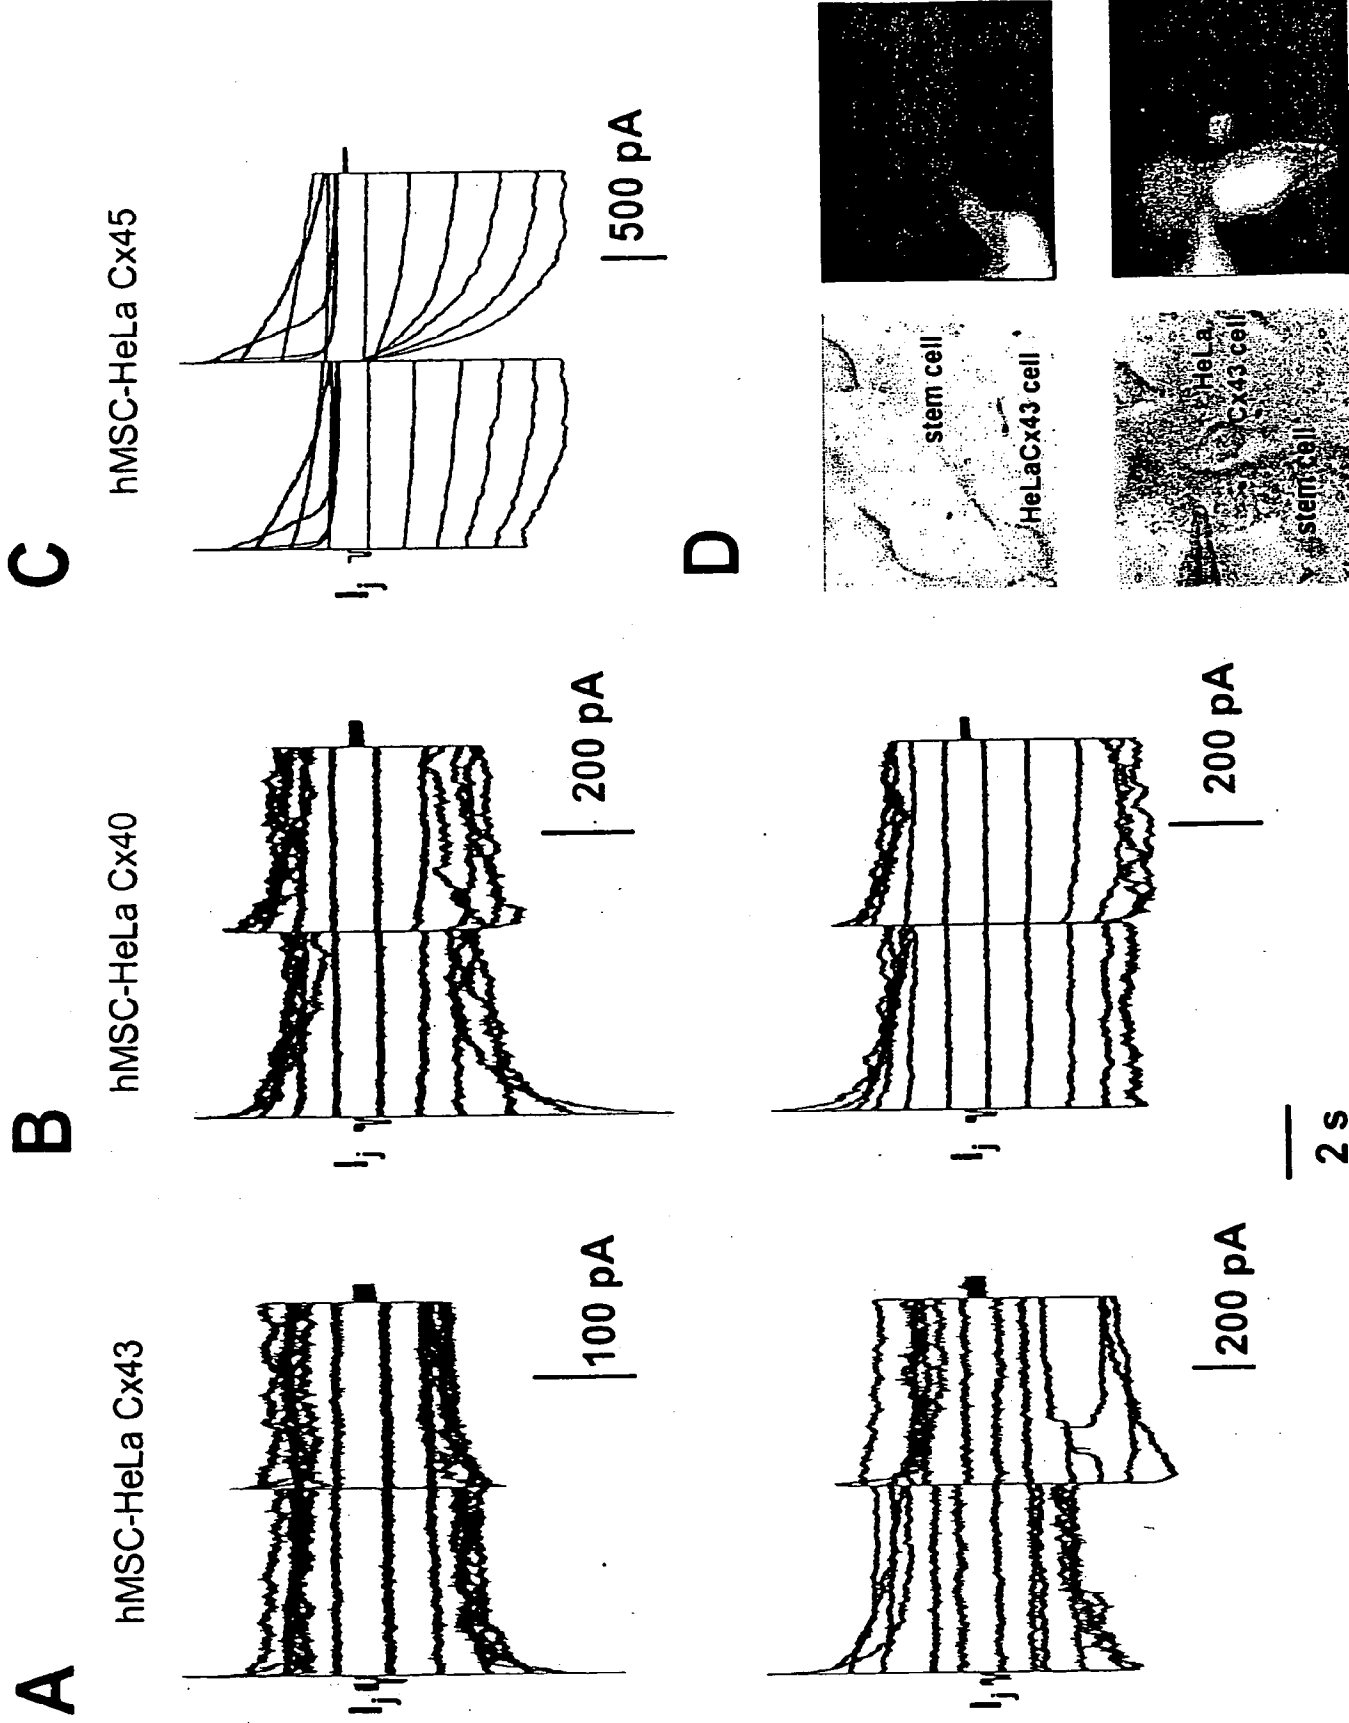 A
hMSC-HeLa Cx43
Ij
100 pA
Ij
200 pA
B
hMSC-HeLa Cx40
Ij
200 pA
Ij
200 pA
2 s
C
hMSC-HeLa Cx45
Ij
500 pA
D
stem cell
HeLaCx43 cell
HeLa
Cx43 cell
stem cell